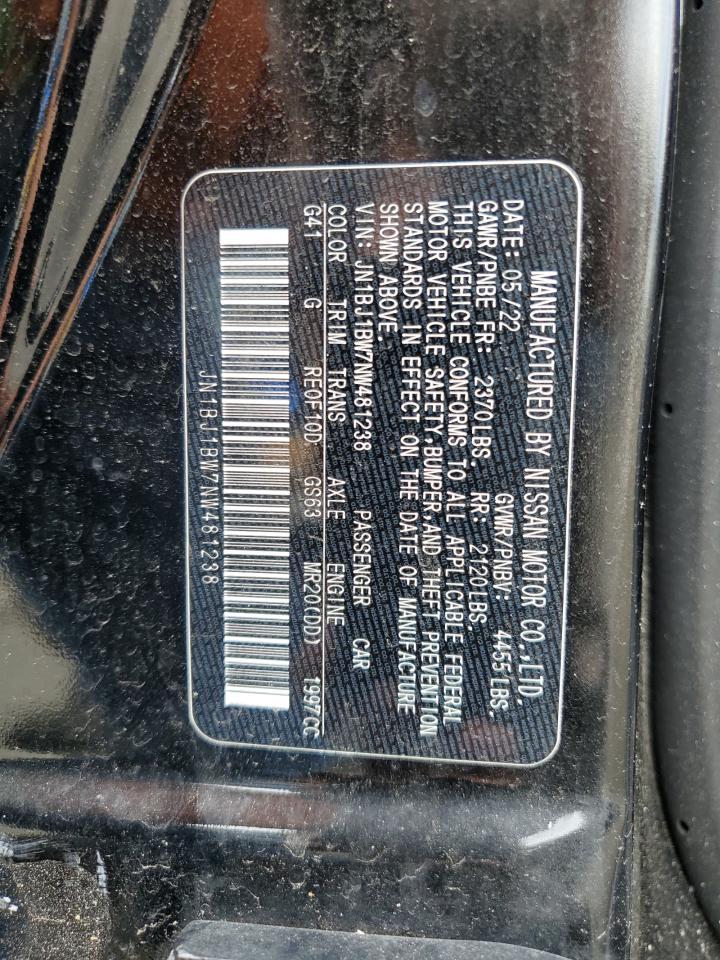 MANUFACTURED BY NISSAN MOTOR CO.,LTD.
DATE: 05/22 GVWR/PNBV: 4455LBS.
GAWR/PNBE FR: 2370LBS. RR: 2120LBS.
THIS VEHICLE CONFORMS TO ALL APPLICABLE FEDERAL
MOTOR VEHICLE SAFETY,BUMPER,AND THEFT PREVENTION
STANDARDS IN EFFECT ON THE DATE OF MANUFACTURE
SHOWN ABOVE.
VIN: JN1BJ1BW7NW481238 PASSENGER CAR
COLOR TRIM TRANS AXLE ENGINE
G41 G RE0F10D GS63 / MR20(DD) 1997CC
JN1BJ1BW7NW481238